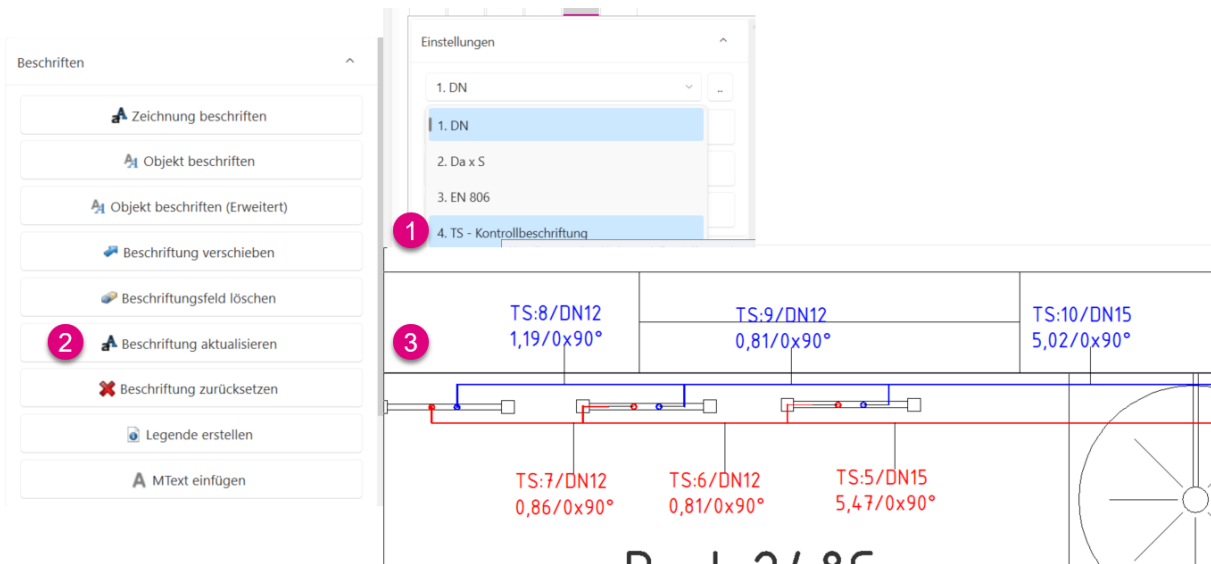 Beschriften
Zeichnung beschriften
Objekt beschriften
Objekt beschriften (Erweitert)
Beschriftung verschieben
Beschriftungsfeld löschen
2
Beschriftung aktualisieren
Beschriftung zurücksetzen
Legende erstellen
MText einfügen
Einstellungen
1. DN
..
1. DN
2. Da x S
3. EN 806
1
4. TS - Kontrollbeschriftung
3
TS:8/DN12
1,19/0x90°
TS:9/DN12
0,81/0x90°
TS:10/DN15
5,02/0x90°
TS:7/DN12
0,86/0x90°
TS:6/DN12
0,81/0x90°
TS:5/DN15
5,47/0x90°